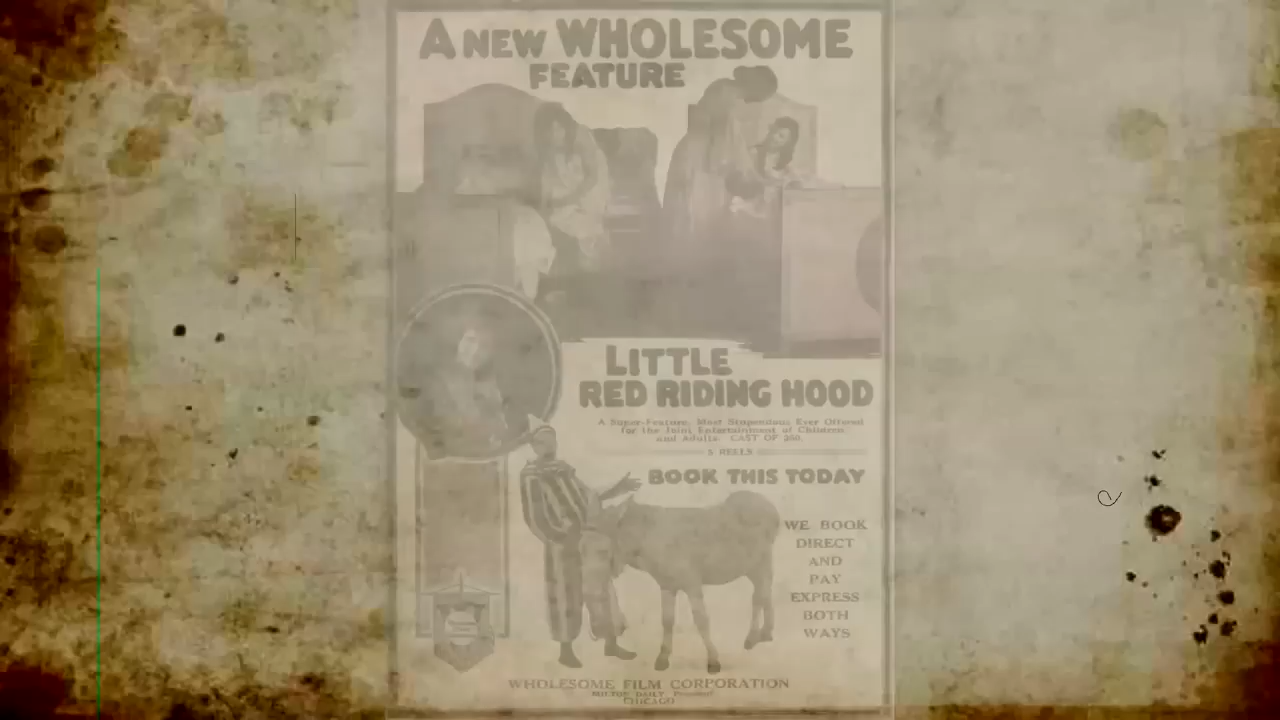 A NEW WHOLESOME
FEATURE
LITTLE
RED RIDING HOOD
A Super-Feature, Most Stupendous Ever Offered
for the Joint Entertainment of Children
and Adults. CAST OF 200.
5 REELS
BOOK THIS TODAY
WE BOOK
DIRECT
AND
PAY
EXPRESS
BOTH
WAYS
WHOLESOME FILM CORPORATION
MILTON DAILY President
CHICAGO